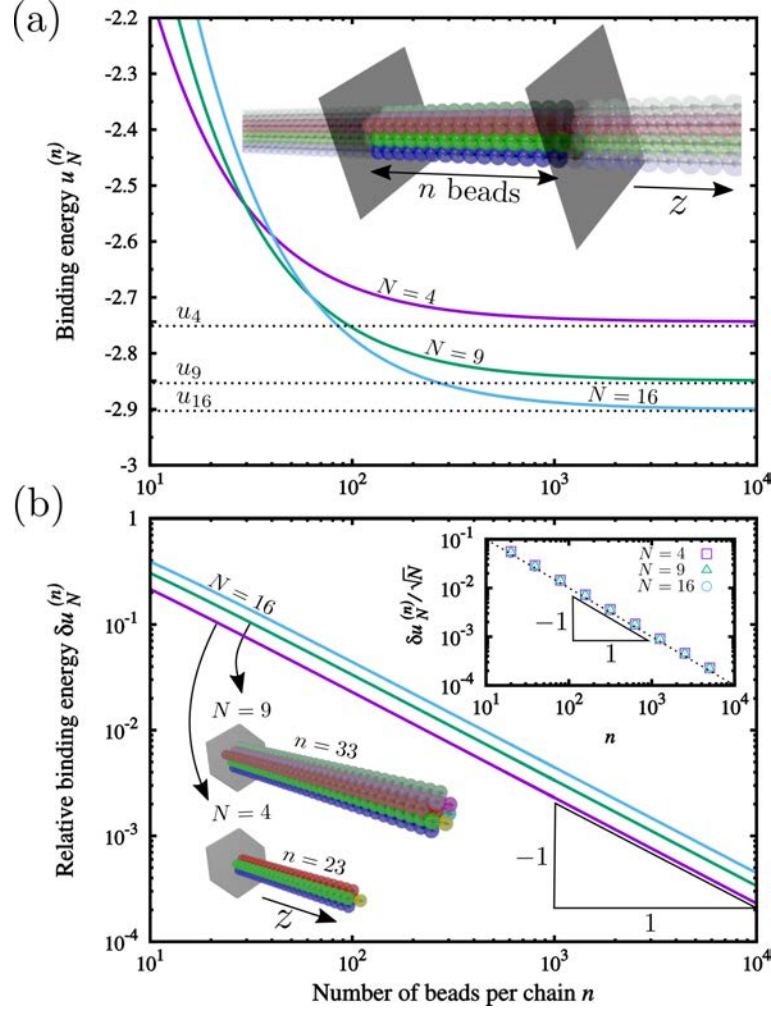 (a)
-2.2
-2.3
-2.4
-2.5
-2.6
-2.7
-2.8
-2.9
-3
Binding energy u_N^(n)
n beads
z
N = 4
N = 9
N = 16
u_4
u_9
u_16
10^1
10^2
10^3
10^4
(b)
1
10^-1
10^-2
10^-3
10^-4
Relative binding energy δu_N^(n)
N = 16
N = 9
n = 33
N = 4
n = 23
z
−1
1
δu_N^(n)/√N
10^-1
10^-2
10^-3
10^-4
N = 4
N = 9
N = 16
−1
1
10^1
10^2
10^3
10^4
n
10^1
10^2
10^3
10^4
Number of beads per chain n